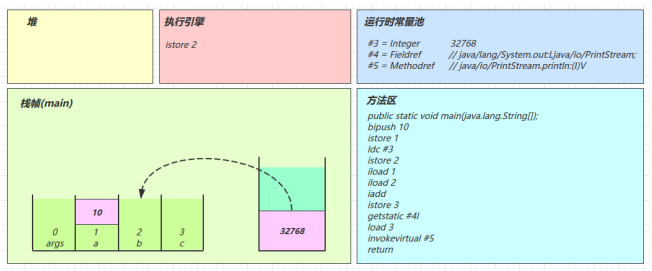 堆
执行引擎
istore 2
运行时常量池
#3 = Integer 32768
#4 = Fieldref // java/lang/System.out:Ljava/io/PrintStream;
#5 = Methodref // java/io/PrintStream.println:(I)V
栈帧(main)
10
0 1 2 3
args a b c
32768
方法区
public static void main(java.lang.String[]);
bipush 10
istore 1
ldc #3
istore 2
iload 1
iload 2
iadd
istore 3
getstatic #4l
load 3
invokevirtual #5
return